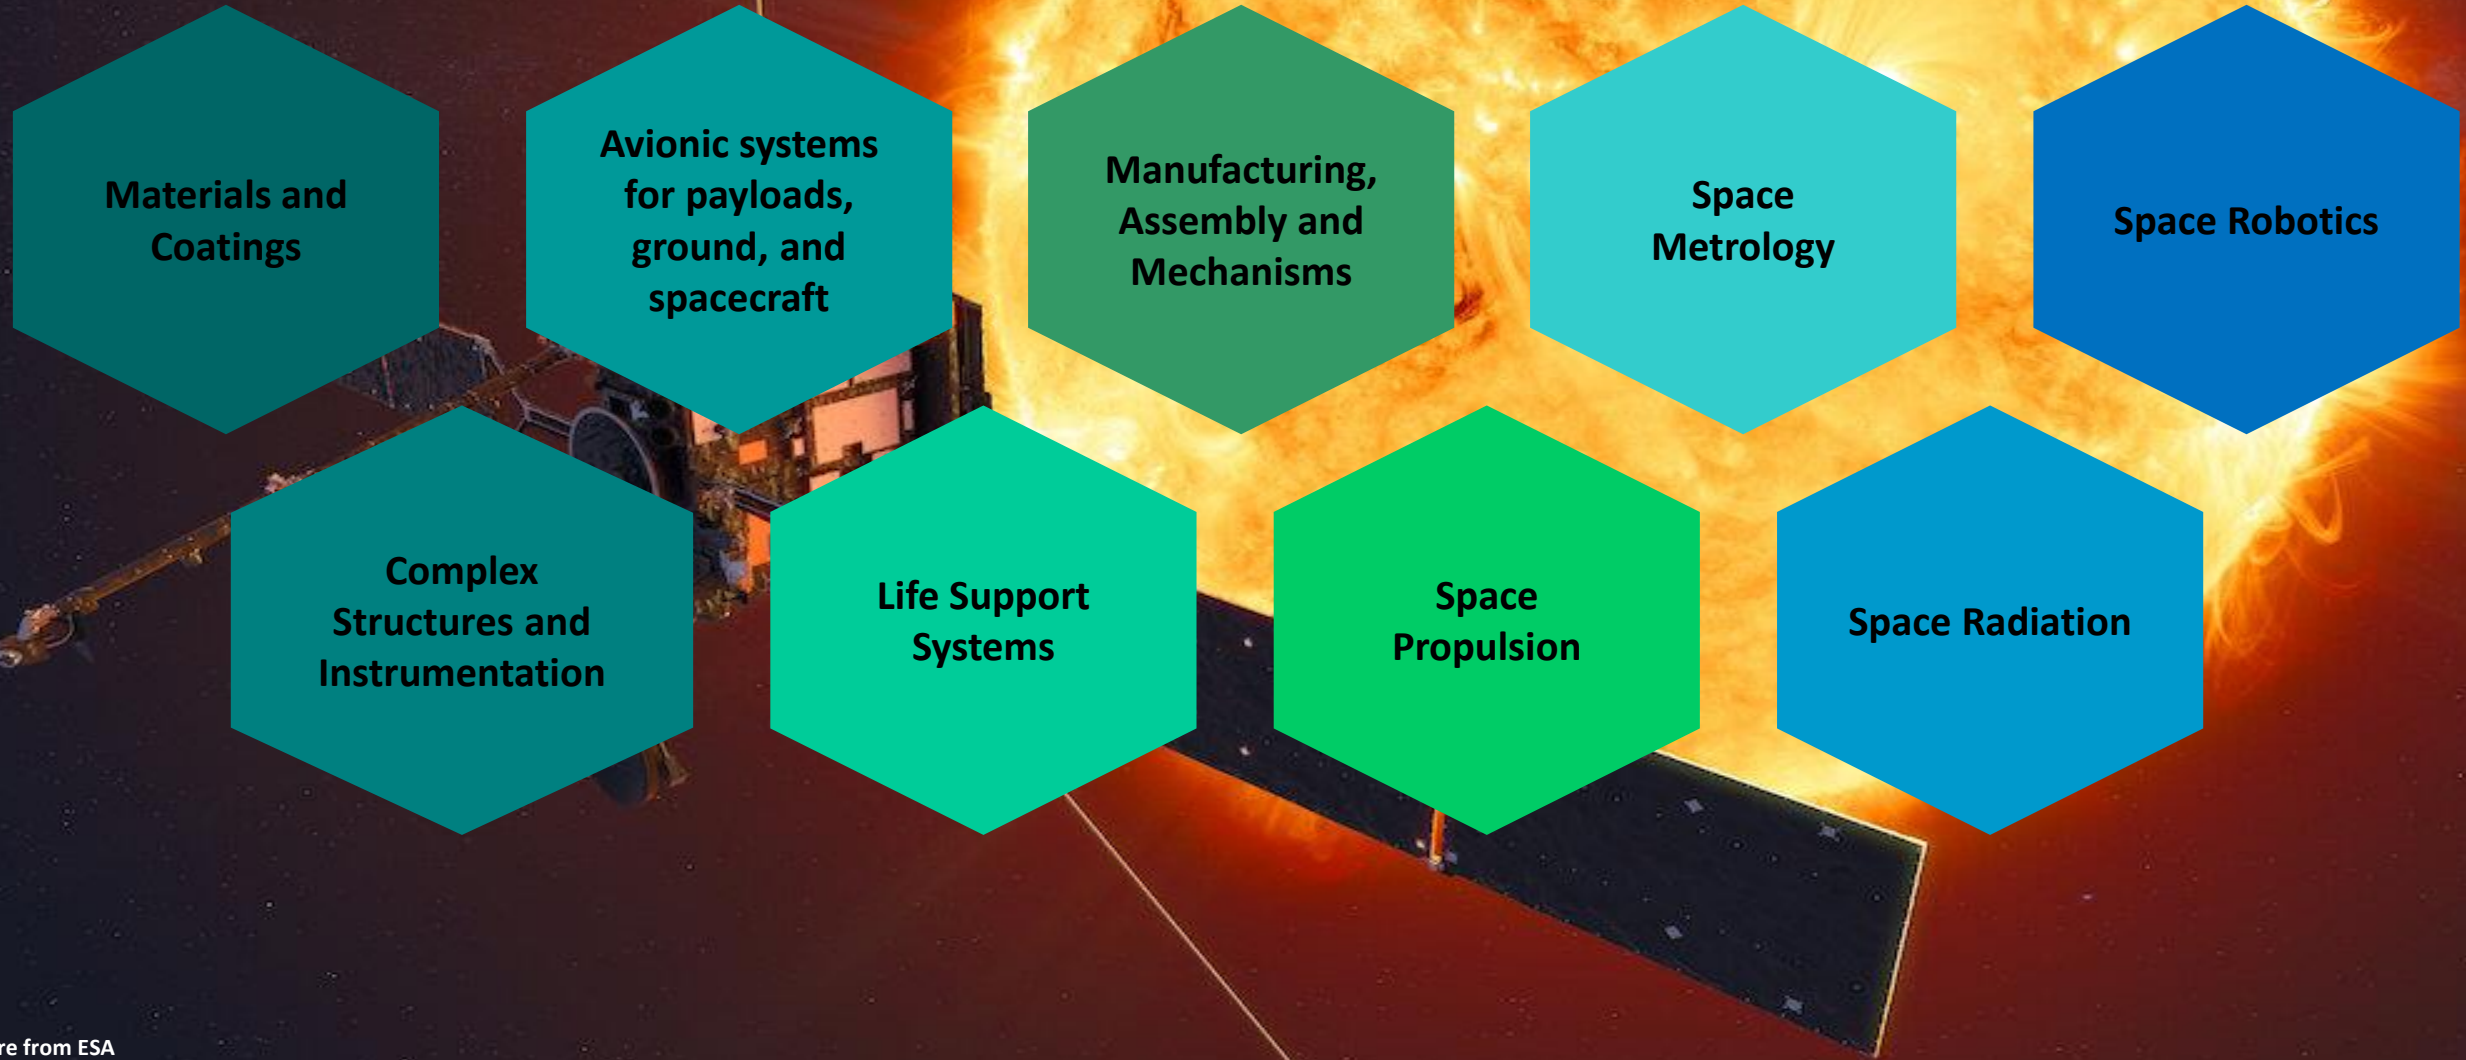 Materials and
Coatings
Avionic systems
for payloads,
ground, and
spacecraft
Manufacturing,
Assembly and
Mechanisms
Space
Metrology
Space Robotics
Complex
Structures and
Instrumentation
Life Support
Systems
Space
Propulsion
Space Radiation
from ESA